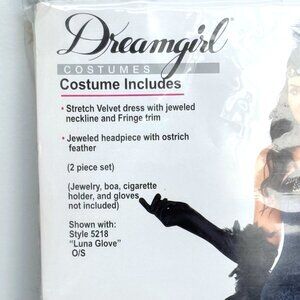 Dreamgirl
COSTUMES
Costume Includes
• Stretch Velvet dress with jeweled
neckline and Fringe trim
• Jeweled headpiece with ostrich
feather
(2 piece set)
(Jewelry, boa, cigarette
holder, and gloves
not included)
Shown with:
Style 5218
"Luna Glove"
O/S